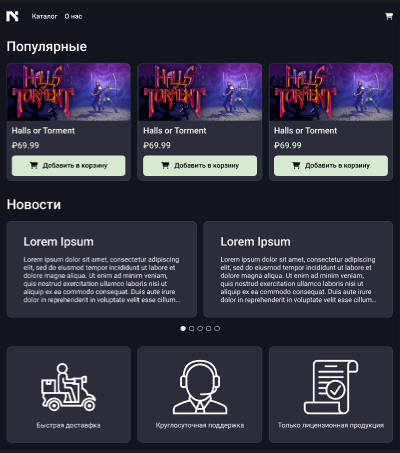 N
Каталог О нас
Популярные
HALLS OF TORMENT HALLS OF TORMENT HALLS OF TORMENT
Halls or Torment Halls or Torment Halls or Torment
₽69.99 ₽69.99 ₽69.99
Добавить в корзину Добавить в корзину Добавить в корзину
Новости
Lorem Ipsum
Lorem ipsum dolor sit amet, consectetur adipiscing
elit, sed do eiusmod tempor incididunt ut labore et
dolore magna aliqua. Ut enim ad minim veniam,
quis nostrud exercitation ullamco laboris nisi ut
aliquip ex ea commodo consequat. Duis aute irure
dolor in reprehenderit in voluptate velit esse cillum...
Lorem Ipsum
Lorem ipsum dolor sit amet, consectetur adipiscing
elit, sed do eiusmod tempor incididunt ut labore et
dolore magna aliqua. Ut enim ad minim veniam,
quis nostrud exercitation ullamco laboris nisi ut
aliquip ex ea commodo consequat. Duis aute irure
dolor in reprehenderit in voluptate velit esse cillum...
Быстрая доставфка Круглосуточная поддержка Только лицензионная продукция